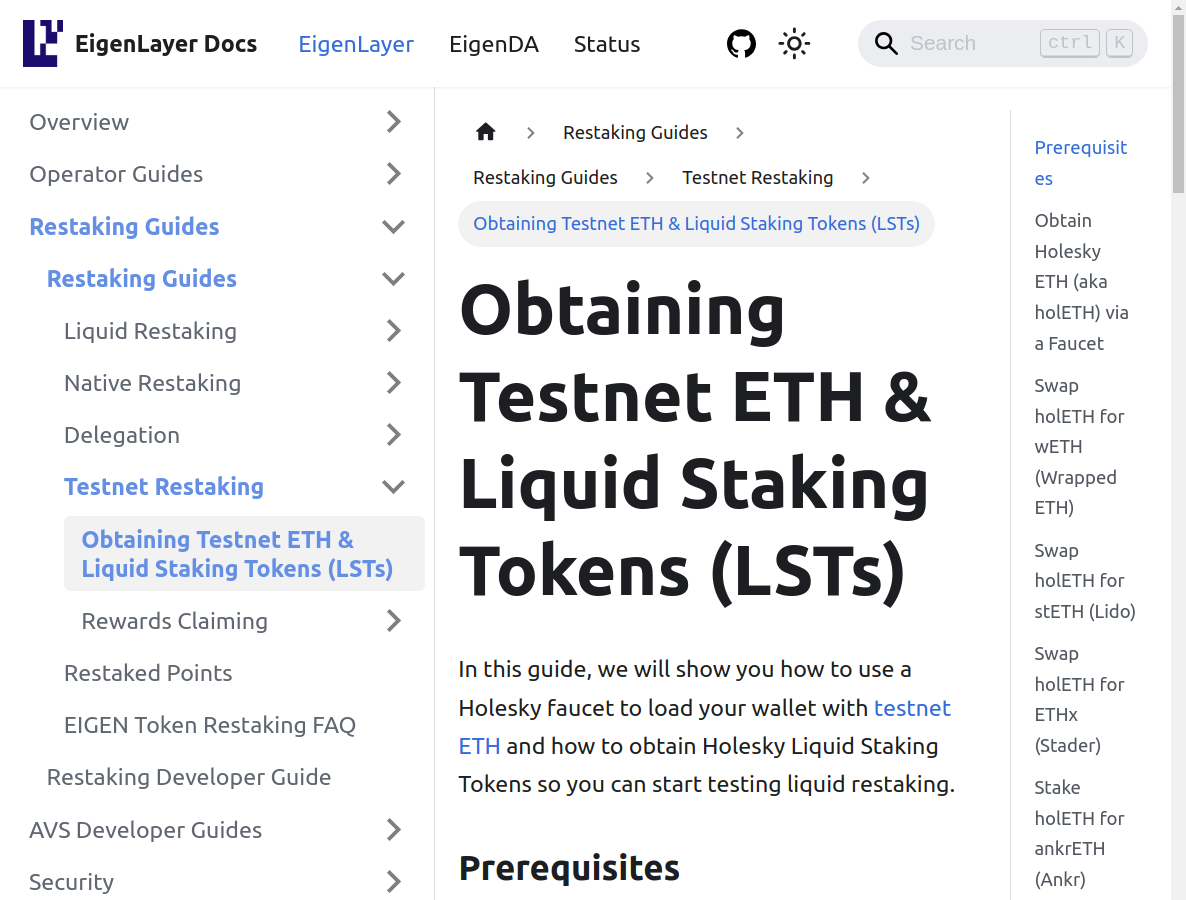 EigenLayer Docs
EigenLayer
EigenDA
Status
Search
ctrl K
Overview
Operator Guides
Restaking Guides
Restaking Guides
Liquid Restaking
Native Restaking
Delegation
Testnet Restaking
Obtaining Testnet ETH &
Liquid Staking Tokens (LSTs)
Rewards Claiming
Restaked Points
EIGEN Token Restaking FAQ
Restaking Developer Guide
AVS Developer Guides
Security
Restaking Guides
Restaking Guides
Testnet Restaking
Obtaining Testnet ETH & Liquid Staking Tokens (LSTs)
Obtaining
Testnet ETH &
Liquid Staking
Tokens (LSTs)
In this guide, we will show you how to use a
Holesky faucet to load your wallet with testnet
ETH and how to obtain Holesky Liquid Staking
Tokens so you can start testing liquid restaking.
Prerequisites
Prerequisit
es
Obtain
Holesky
ETH (aka
holETH) via
a Faucet
Swap
holETH for
wETH
(Wrapped
ETH)
Swap
holETH for
stETH (Lido)
Swap
holETH for
ETHx
(Stader)
Stake
holETH for
ankrETH
(Ankr)